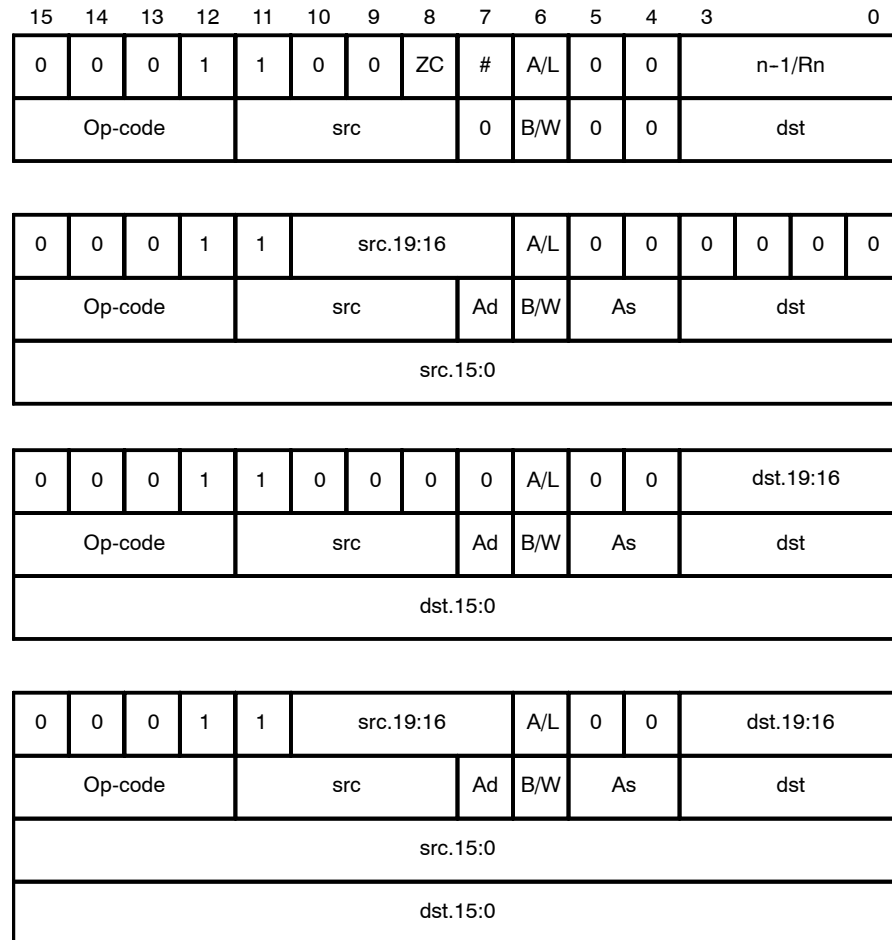 15 14 13 12 11 10 9 8 7 6 5 4 3 0
0 0 0 1 1 0 0 ZC # A/L 0 0 n-1/Rn
Op-code src 0 B/W 0 0 dst
0 0 0 1 1 src.19:16 A/L 0 0 0 0 0 0
Op-code src Ad B/W As dst
src.15:0
0 0 0 1 1 0 0 0 0 A/L 0 0 dst.19:16
Op-code src Ad B/W As dst
dst.15:0
0 0 0 1 1 src.19:16 A/L 0 0 dst.19:16
Op-code src Ad B/W As dst
src.15:0
dst.15:0